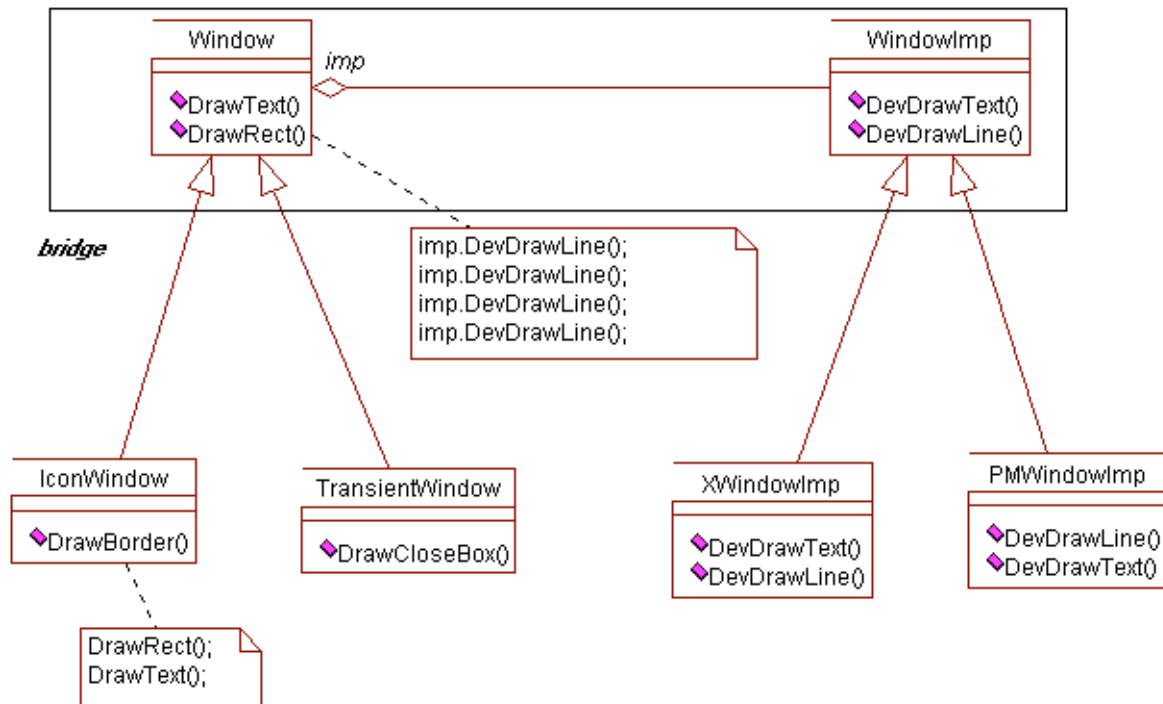 Window
DrawText()
DrawRect()
imp
WindowImp
DevDrawText()
DevDrawLine()
bridge
imp.DevDrawLine();
imp.DevDrawLine();
imp.DevDrawLine();
imp.DevDrawLine();
IconWindow
DrawBorder()
TransientWindow
DrawCloseBox()
XWindowImp
DevDrawText()
DevDrawLine()
PMWindowImp
DevDrawLine()
DevDrawText()
DrawRect();
DrawText();